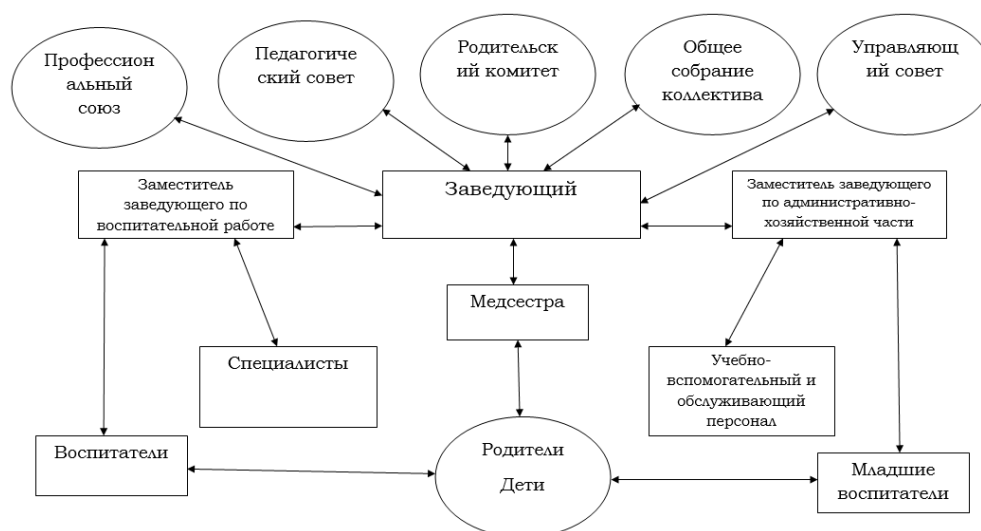 Профессион
альный
союз
Педагогиче
ский совет
Родительск
ий комитет
Общее
собрание
коллектива
Управляющ
ий совет
Заместитель
заведующего по
воспитательной работе
Заведующий
Заместитель заведующего
по административно-
хозяйственной части
Медсестра
Специалисты
Учебно-
вспомогательный и
обслуживающий
персонал
Воспитатели
Родители
Дети
Младшие
воспитатели